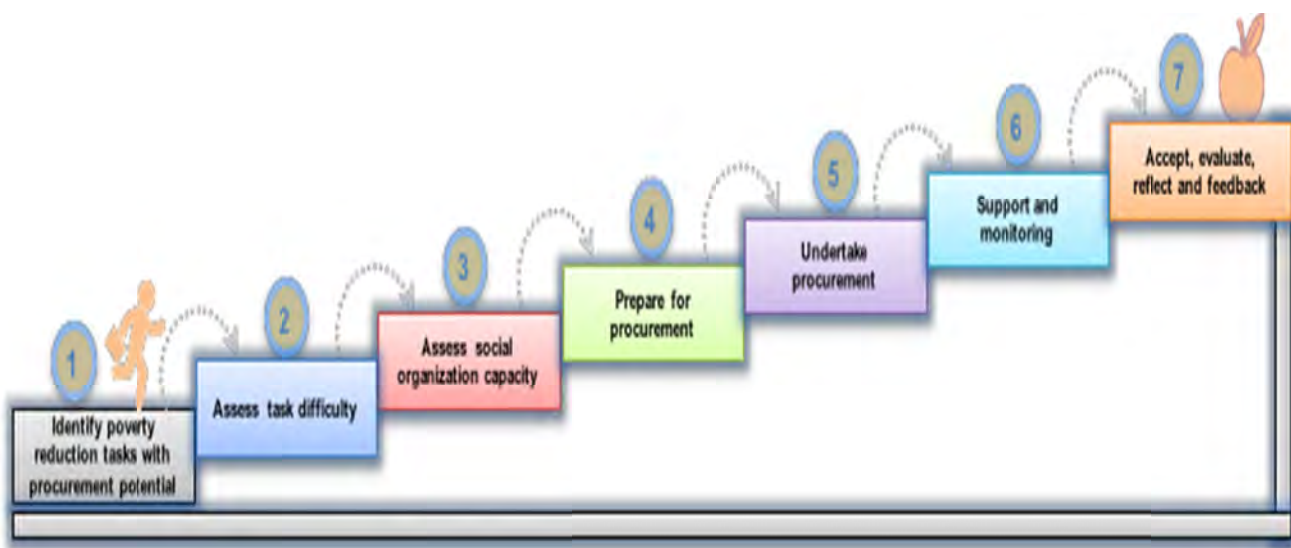 1
Identify poverty
reduction tasks with
procurement potential
2
Assess task difficulty
3
Assess social
organization capacity
4
Prepare for
procurement
5
Undertake
procurement
6
Support and
monitoring
7
Accept, evaluate,
reflect and feedback